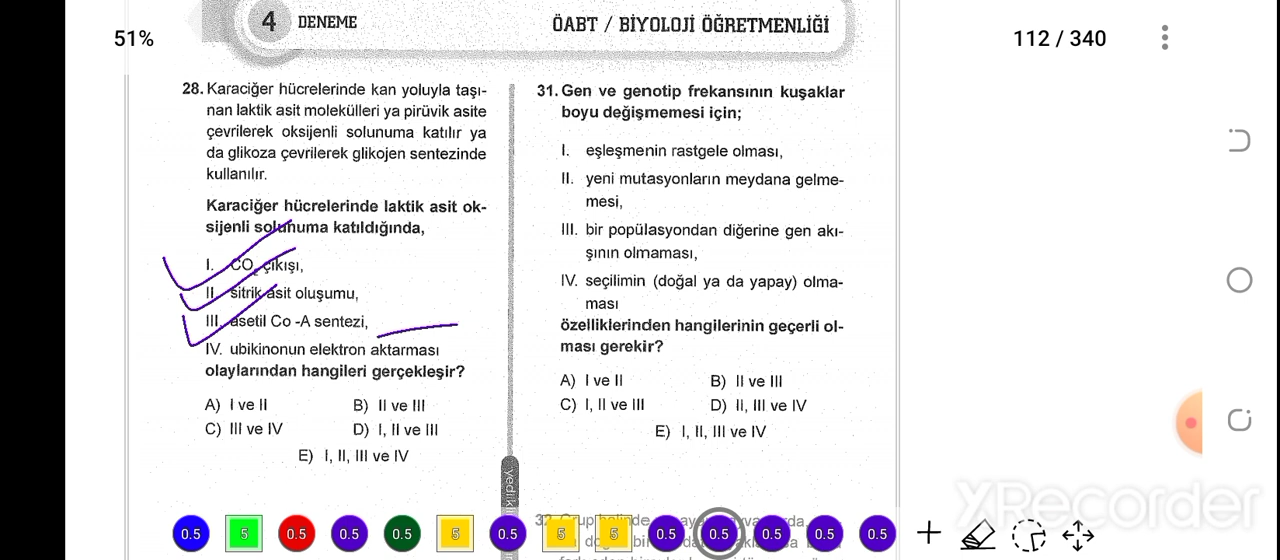 51%
4 DENEME
ÖABT / BİYOLOJİ ÖĞRETMENLİĞİ
112 / 340
28. Karaciğer hücrelerinde kan yoluyla taşı-
nan laktik asit molekülleri ya pirüvik asite
çevrilerek oksijenli solunuma katılır ya
da glikoza çevrilerek glikojen sentezinde
kullanılır.
Karaciğer hücrelerinde laktik asit ok-
sijenli solunuma katıldığında,
I. CO₂ çıkışı,
II. sitrik asit oluşumu,
III. asetil Co -A sentezi,
IV. ubikinonun elektron aktarması
olaylarından hangileri gerçekleşir?
A) I ve II
B) II ve III
C) III ve IV
D) I, II ve III
E) I, II, III ve IV
31. Gen ve genotip frekansının kuşaklar
boyu değişmemesi için;
I. eşleşmenin rastgele olması,
II. yeni mutasyonların meydana gelme-
mesi,
III. bir popülasyondan diğerine gen akı-
şının olmaması,
IV. seçilimin (doğal ya da yapay) olma-
ması
özelliklerinden hangilerinin geçerli ol-
ması gerekir?
A) I ve II
B) II ve III
C) I, II ve III
D) II, III ve IV
E) I, II, III ve IV
yediik
32. Grup halinde
0.5 5 0.5 0.5 0.5 5 0.5 5 5 0.5 0.5 0.5 0.5 0.5
XRecorder